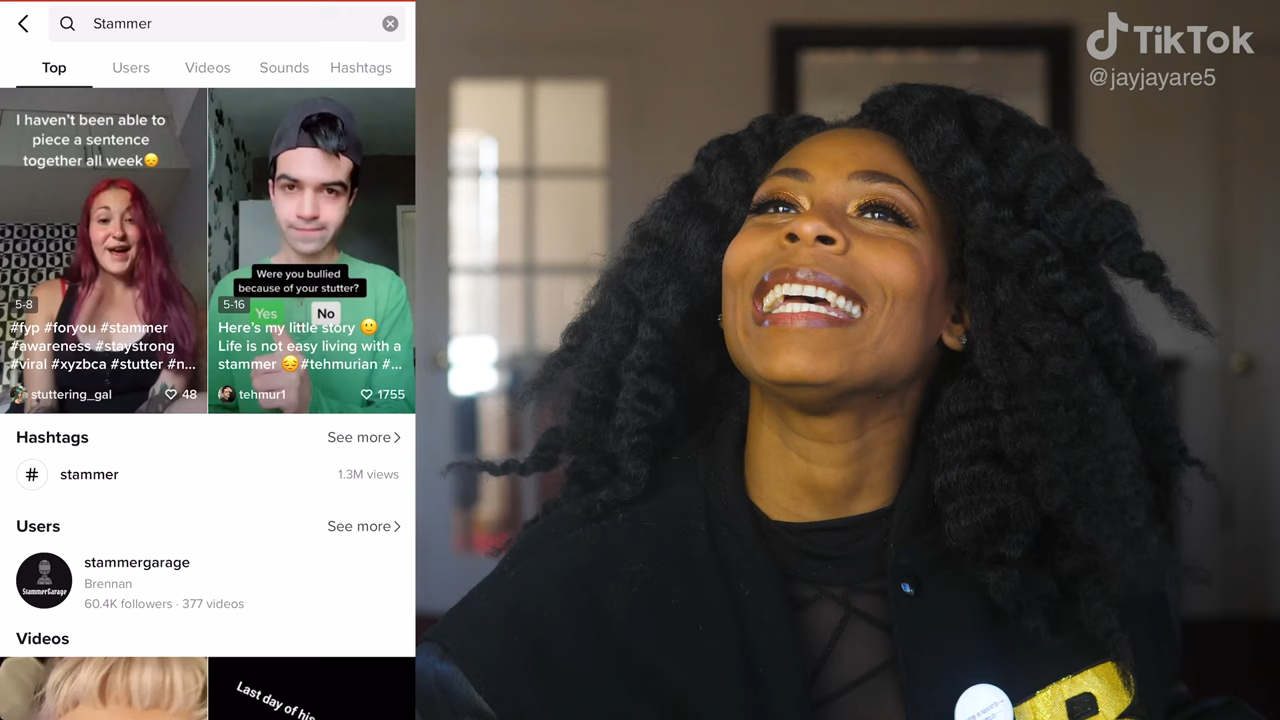 Stammer
Top
Users
Videos
Sounds
Hashtags
I haven't been able to
piece a sentence
together all week😞
5-8
#fyp #foryou #stammer
#awareness #staystrong
#viral #xyzbca #stutter #n...
stuttering_gal
48
Were you bullied
because of your stutter?
Yes
No
5-16
Here's my little story 🙂
Life is not easy living with a
stammer 😔#tehmurian #...
tehmur1
1755
Hashtags
See more
# stammer
1.3M views
Users
See more
StammerGarage
stammergarage
Brennan
60.4K followers · 377 videos
Videos
Last day of his
TikTok
@jayjayare5